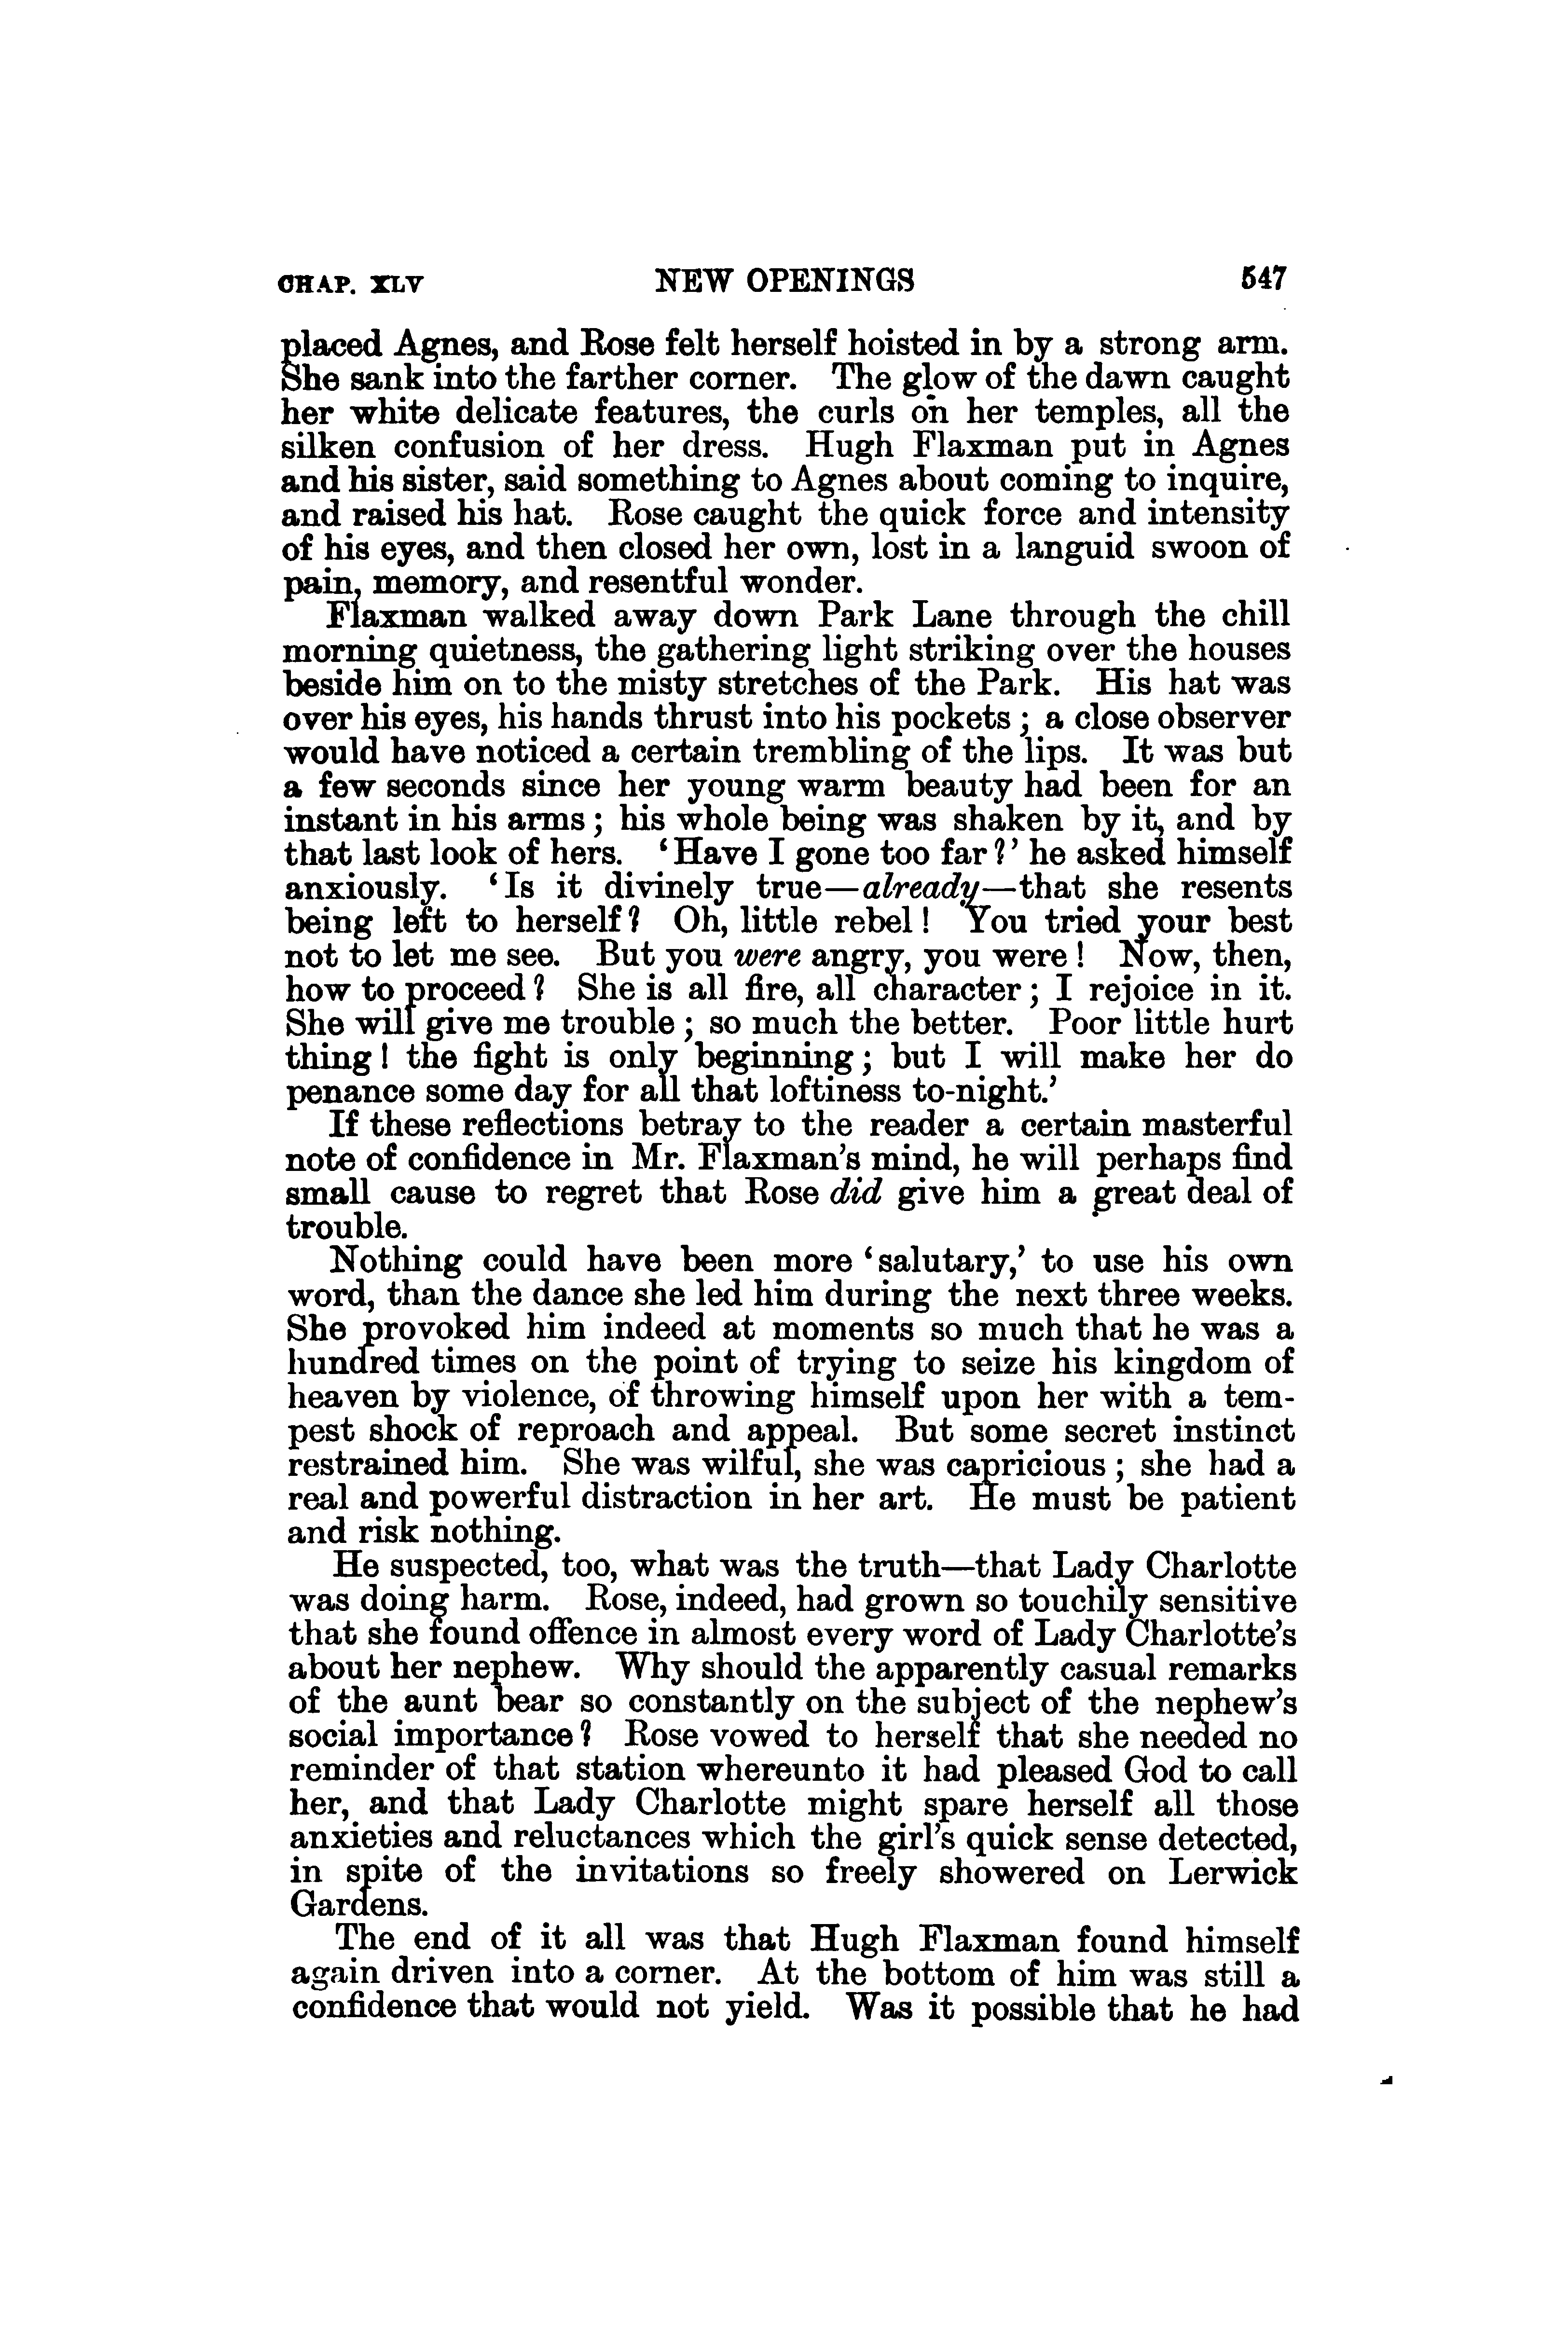 CHAP. XLV NEW OPENINGS 547
placed Agnes, and Rose felt herself hoisted in by a strong arm.
She sank into the farther corner. The glow of the dawn caught
her white delicate features, the curls on her temples, all the
silken confusion of her dress. Hugh Flaxman put in Agnes
and his sister, said something to Agnes about coming to inquire,
and raised his hat. Rose caught the quick force and intensity
of his eyes, and then closed her own, lost in a languid swoon of
pain, memory, and resentful wonder.
Flaxman walked away down Park Lane through the chill
morning quietness, the gathering light striking over the houses
beside him on to the misty stretches of the Park. His hat was
over his eyes, his hands thrust into his pockets ; a close observer
would have noticed a certain trembling of the lips. It was but
a few seconds since her young warm beauty had been for an
instant in his arms ; his whole being was shaken by it, and by
that last look of hers. ‘Have I gone too far?’ he asked himself
anxiously. ‘Is it divinely true—already—that she resents
being left to herself? Oh, little rebel! You tried your best
not to let me see. But you were angry, you were! Now, then,
how to proceed? She is all fire, all character ; I rejoice in it.
She will give me trouble ; so much the better. Poor little hurt
thing! the fight is only beginning ; but I will make her do
penance some day for all that loftiness to-night.’
If these reflections betray to the reader a certain masterful
note of confidence in Mr. Flaxman’s mind, he will perhaps find
small cause to regret that Rose did give him a great deal of
trouble.
Nothing could have been more ‘salutary,’ to use his own
word, than the dance she led him during the next three weeks.
She provoked him indeed at moments so much that he was a
hundred times on the point of trying to seize his kingdom of
heaven by violence, of throwing himself upon her with a tem-
pest shock of reproach and appeal. But some secret instinct
restrained him. She was wilful, she was capricious ; she had a
real and powerful distraction in her art. He must be patient
and risk nothing.
He suspected, too, what was the truth—that Lady Charlotte
was doing harm. Rose, indeed, had grown so touchily sensitive
that she found offence in almost every word of Lady Charlotte’s
about her nephew. Why should the apparently casual remarks
of the aunt bear so constantly on the subject of the nephew’s
social importance? Rose vowed to herself that she needed no
reminder of that station whereunto it had pleased God to call
her, and that Lady Charlotte might spare herself all those
anxieties and reluctances which the girl’s quick sense detected,
in spite of the invitations so freely showered on Lerwick
Gardens.
The end of it all was that Hugh Flaxman found himself
again driven into a corner. At the bottom of him was still a
confidence that would not yield. Was it possible that he had